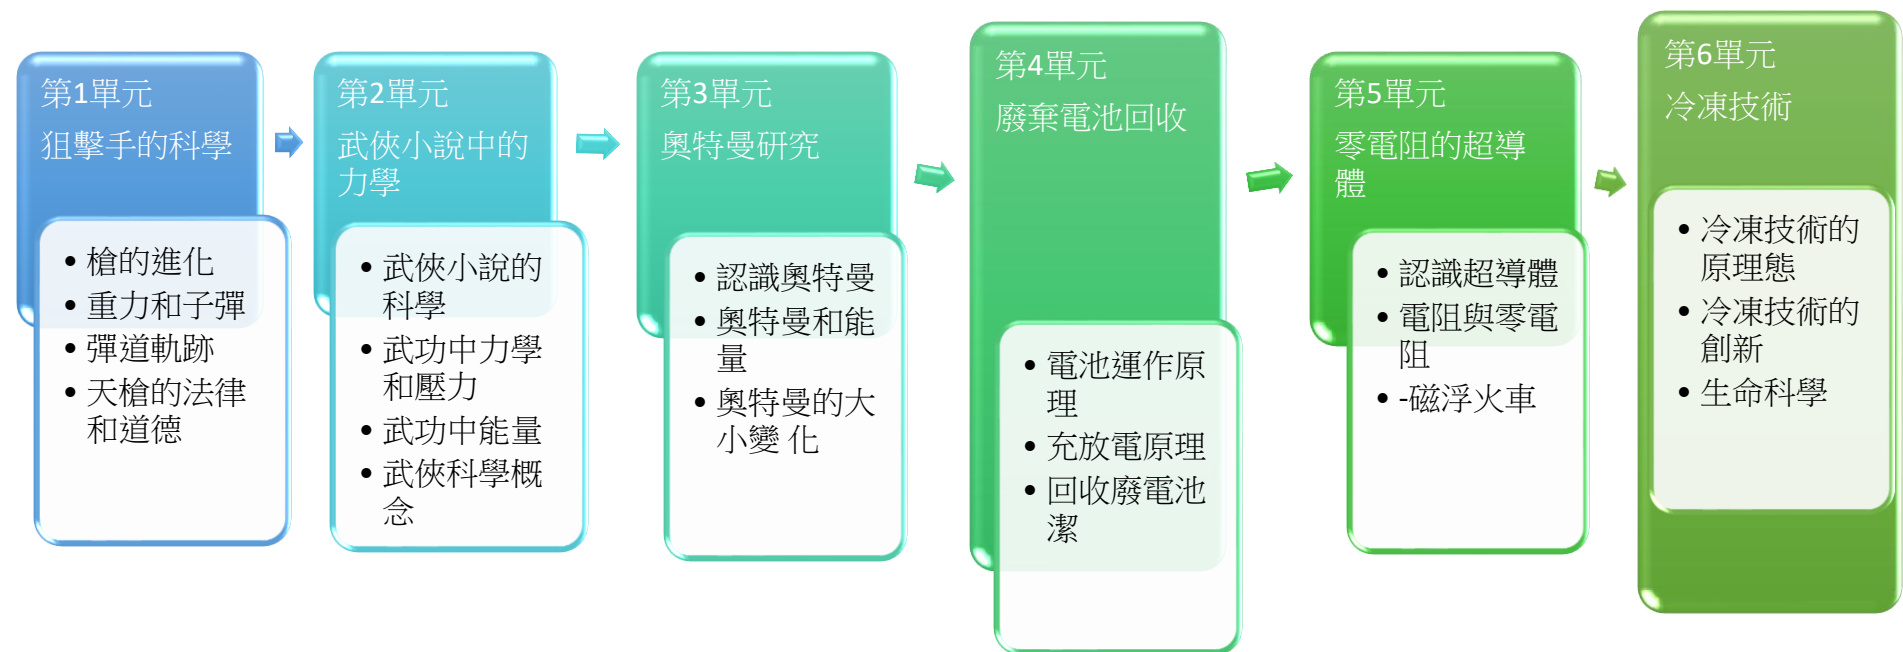 第1單元
狙擊手的科學
• 槍的進化
• 重力和子彈
• 彈道軌跡
• 天槍的法律
和道德
第2單元
武俠小說中的
力學
• 武俠小說的
科學
• 武功中力學
和壓力
• 武功中能量
• 武俠科學概
念
第3單元
奧特曼研究
• 認識奧特曼
• 奧特曼和能
量
• 奧特曼的大
小變 化
第4單元
廢棄電池回收
• 電池運作原
理
• 充放電原理
• 回收廢電池
潔
第5單元
零電阻的超導
體
• 認識超導體
• 電阻與零電
阻
• -磁浮火車
第6單元
冷凍技術
• 冷凍技術的
原理態
• 冷凍技術的
創新
• 生命科學